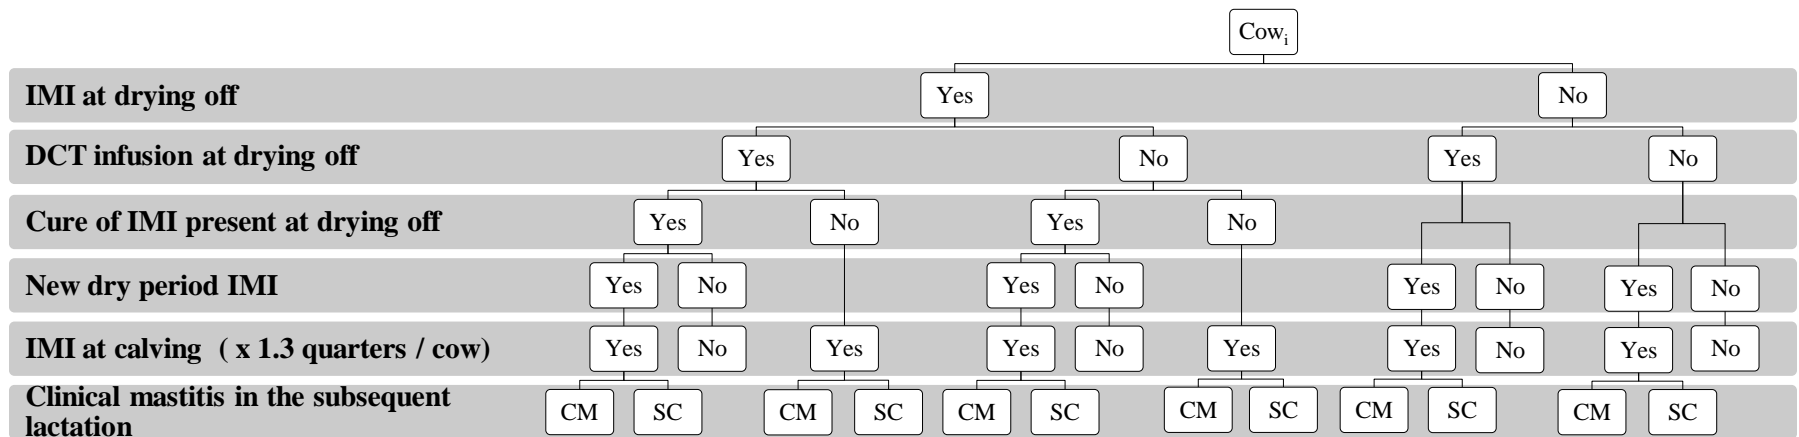 Cowi
IMI at drying off Yes No
DCT infusion at drying off Yes No Yes No
Cure of IMI present at drying off Yes No Yes No
New dry period IMI Yes No Yes No Yes No Yes No
IMI at calving ( x 1.3 quarters / cow) Yes No Yes Yes No Yes Yes No Yes No
Clinical mastitis in the subsequent
lactation
CM SC CM SC CM SC CM SC CM SC CM SC